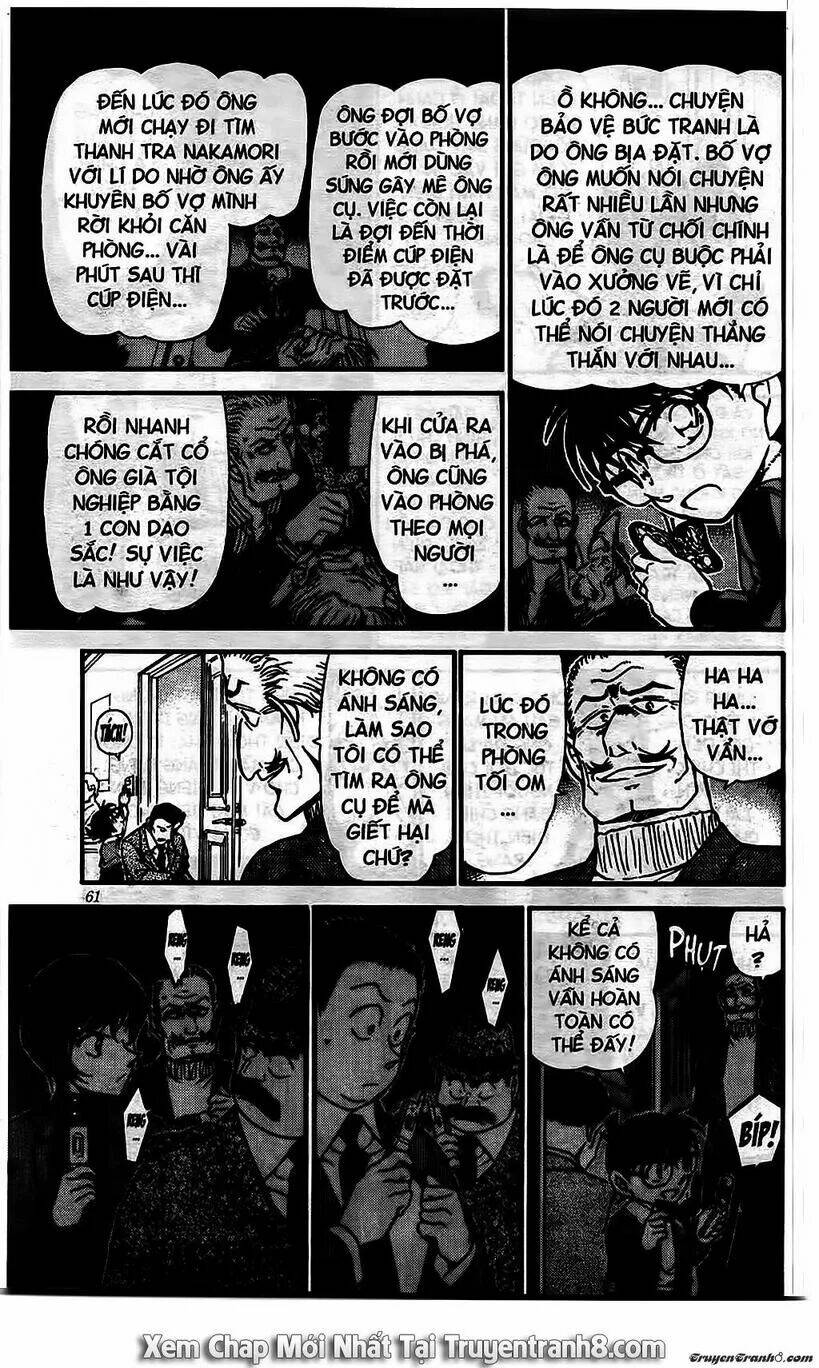 Ồ KHÔNG... CHUYỆN
BẢO VỆ BỨC TRANH LÀ
DO ÔNG BỊA ĐẶT. BỐ VỢ
ÔNG MUỐN NÓI CHUYỆN
RẤT NHIỀU LẦN NHƯNG
ÔNG VẪN TỪ CHỐI CHÍNH
LÀ ĐỂ ÔNG CỤ BUỘC PHẢI
VÀO XƯỞNG VẼ, VÌ CHỈ
LÚC ĐÓ 2 NGƯỜI MỚI CÓ
THỂ NÓI CHUYỆN THẲNG
THẮN VỚI NHAU...
ÔNG ĐỢI BỐ VỢ
BƯỚC VÀO PHÒNG
RỒI MỚI DÙNG
SÚNG GÂY MÊ ÔNG
CỤ. VIỆC CÒN LẠI
LÀ ĐỢI ĐẾN THỜI
ĐIỂM CÚP ĐIỆN
ĐÃ ĐƯỢC ĐẶT
TRƯỚC...
ĐẾN LÚC ĐÓ ÔNG
MỚI CHẠY ĐI TÌM
THANH TRA NAKAMORI
VỚI LÍ DO NHỜ ÔNG ẤY
KHUYÊN BỐ VỢ MÌNH
RỜI KHỎI CĂN
PHÒNG... VÀI
PHÚT SAU THÌ
CÚP ĐIỆN...
KHI CỬA RA
VÀO BỊ PHÁ,
ÔNG CŨNG
VÀO PHÒNG
THEO MỌI
NGƯỜI
...
RỒI NHANH
CHÓNG CẮT CỔ
ÔNG GIÀ TỘI
NGHIỆP BẰNG
1 CON DAO
SẮC! SỰ VIỆC
LÀ NHƯ VẬY!
HA HA
HA...
THẬT VỚ
VẨN...
LÚC ĐÓ
TRONG
PHÒNG
TỐI OM
...
KHÔNG CÓ
ÁNH SÁNG,
LÀM SAO
TÔI CÓ THỂ
TÌM RA ÔNG
CỤ ĐỂ MÀ
GIẾT HẠI
CHỨ?
TÁCH!
61
HẢ
?
PHỤT
KỂ CẢ
KHÔNG CÓ
ÁNH SÁNG
VẪN HOÀN
TOÀN CÓ
THỂ ĐẤY!
BÍP!
RENG
...
RENG
...
RENG
...
RENG
...
RENG
...
Xem Chap Mới Nhất Tại Truyentranh8.com
TruyenTranh8.com